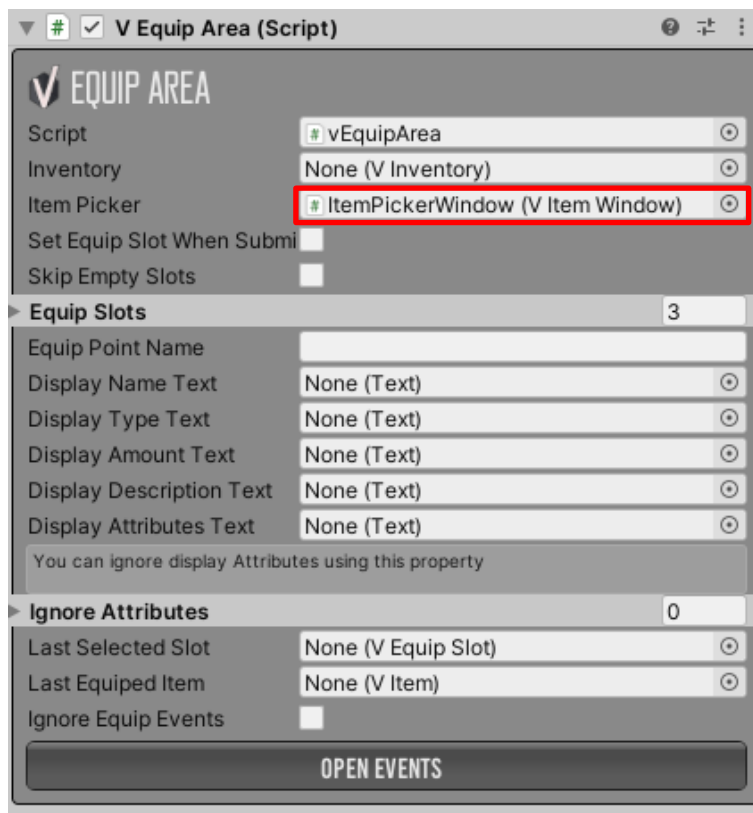 # V Equip Area (Script)
EQUIP AREA
Script # vEquipArea
Inventory None (V Inventory)
Item Picker # ItemPickerWindow (V Item Window)
Set Equip Slot When Submi
Skip Empty Slots
Equip Slots 3
Equip Point Name
Display Name Text None (Text)
Display Type Text None (Text)
Display Amount Text None (Text)
Display Description Text None (Text)
Display Attributes Text None (Text)
You can ignore display Attributes using this property
Ignore Attributes 0
Last Selected Slot None (V Equip Slot)
Last Equiped Item None (V Item)
Ignore Equip Events
OPEN EVENTS